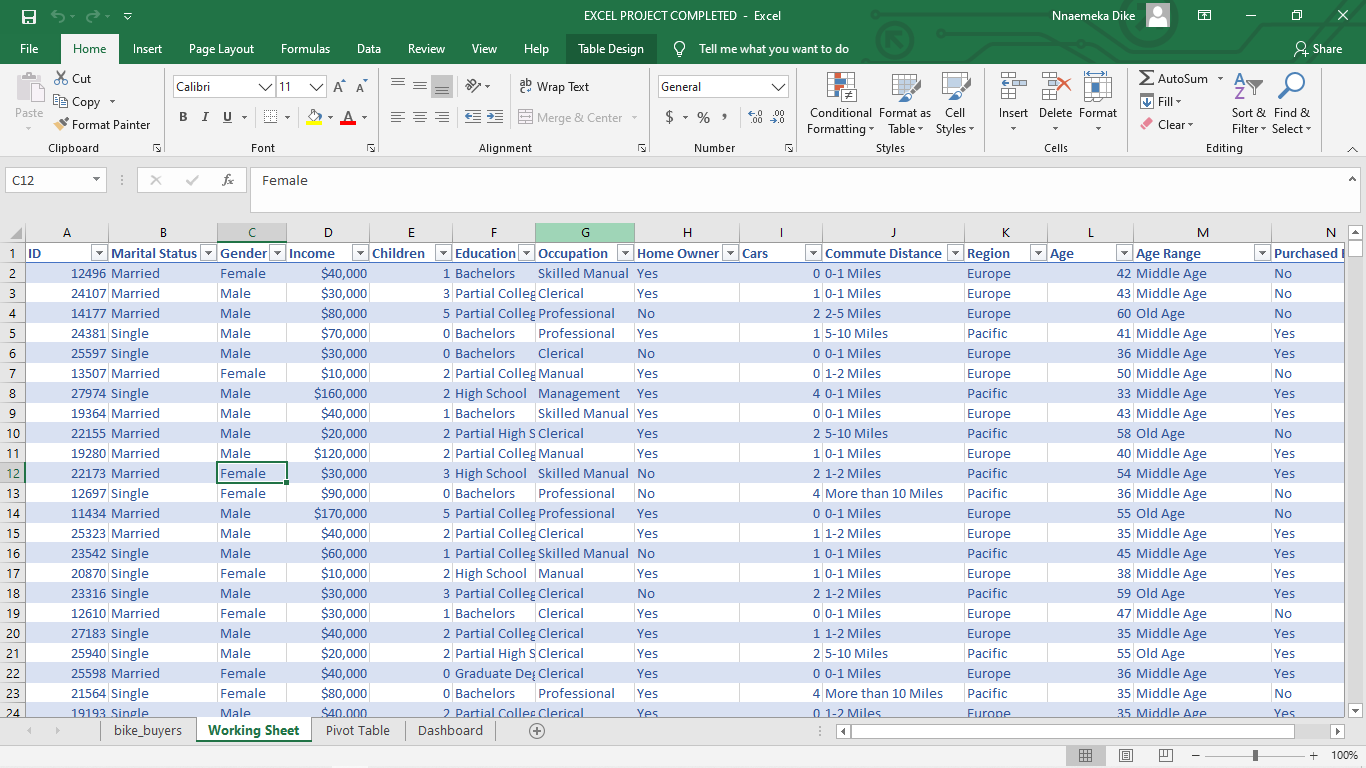 EXCEL PROJECT COMPLETED - Excel Nnaemeka Dike
File Home Insert Page Layout Formulas Data Review View Help Table Design Tell me what you want to do Share
Paste Cut Copy Format Painter Clipboard
Calibri 11 A A B I U A Font
ab Wrap Text Merge & Center Alignment
General $ % , .00 .0 Number
Conditional Formatting Format as Table Cell Styles Styles
Insert Delete Format Cells
AutoSum Fill Clear Sort & Filter Find & Select Editing
C12 fx Female
A B C D E F G H I J K L M N
1 ID Marital Status Gender Income Children Education Occupation Home Owner Cars Commute Distance Region Age Age Range Purchased
2 12496 Married Female $40,000 1 Bachelors Skilled Manual Yes 0 0-1 Miles Europe 42 Middle Age No
3 24107 Married Male $30,000 3 Partial Colleg Clerical Yes 1 0-1 Miles Europe 43 Middle Age No
4 14177 Married Male $80,000 5 Partial Colleg Professional No 2 2-5 Miles Europe 60 Old Age No
5 24381 Single Male $70,000 0 Bachelors Professional Yes 1 5-10 Miles Pacific 41 Middle Age Yes
6 25597 Single Male $30,000 0 Bachelors Clerical No 0 0-1 Miles Europe 36 Middle Age Yes
7 13507 Married Female $10,000 2 Partial Colleg Manual Yes 0 1-2 Miles Europe 50 Middle Age No
8 27974 Single Male $160,000 2 High School Management Yes 4 0-1 Miles Pacific 33 Middle Age Yes
9 19364 Married Male $40,000 1 Bachelors Skilled Manual Yes 0 0-1 Miles Europe 43 Middle Age Yes
10 22155 Married Male $20,000 2 Partial High S Clerical Yes 2 5-10 Miles Pacific 58 Old Age No
11 19280 Married Male $120,000 2 Partial Colleg Manual Yes 1 0-1 Miles Europe 40 Middle Age Yes
12 22173 Married Female $30,000 3 High School Skilled Manual No 2 1-2 Miles Pacific 54 Middle Age Yes
13 12697 Single Female $90,000 0 Bachelors Professional No 4 More than 10 Miles Pacific 36 Middle Age No
14 11434 Married Male $170,000 5 Partial Colleg Professional Yes 0 0-1 Miles Europe 55 Old Age No
15 25323 Married Male $40,000 2 Partial Colleg Clerical Yes 1 1-2 Miles Europe 35 Middle Age Yes
16 23542 Single Male $60,000 1 Partial Colleg Skilled Manual No 1 0-1 Miles Pacific 45 Middle Age Yes
17 20870 Single Female $10,000 2 High School Manual Yes 1 0-1 Miles Europe 38 Middle Age Yes
18 23316 Single Male $30,000 3 Partial Colleg Clerical No 2 1-2 Miles Pacific 59 Old Age Yes
19 12610 Married Female $30,000 1 Bachelors Clerical Yes 0 0-1 Miles Europe 47 Middle Age No
20 27183 Single Male $40,000 2 Partial Colleg Clerical Yes 1 1-2 Miles Europe 35 Middle Age Yes
21 25940 Single Male $20,000 2 Partial High S Clerical Yes 2 5-10 Miles Pacific 55 Old Age Yes
22 25598 Married Female $40,000 0 Graduate Deg Clerical Yes 0 0-1 Miles Europe 36 Middle Age Yes
23 21564 Single Female $80,000 0 Bachelors Professional Yes 4 More than 10 Miles Pacific 35 Middle Age No
24 19193 Single Male $40,000 2 Partial Colleg Clerical Yes 0 1-2 Miles Europe 35 Middle Age Yes
bike_buyers Working Sheet Pivot Table Dashboard
100%